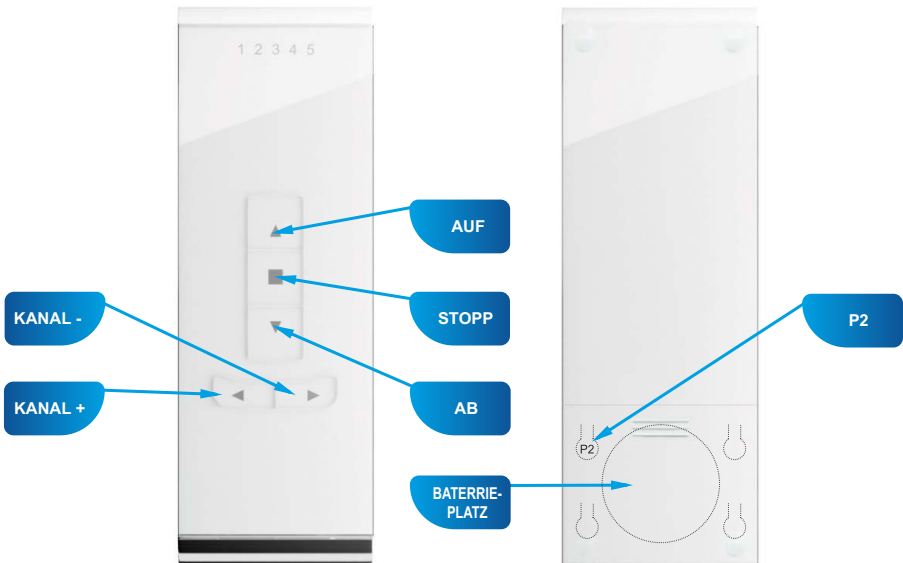 1 2 3 4 5
AUF
STOPP
KANAL -
KANAL +
AB
P2
P2
BATERRIE-
PLATZ